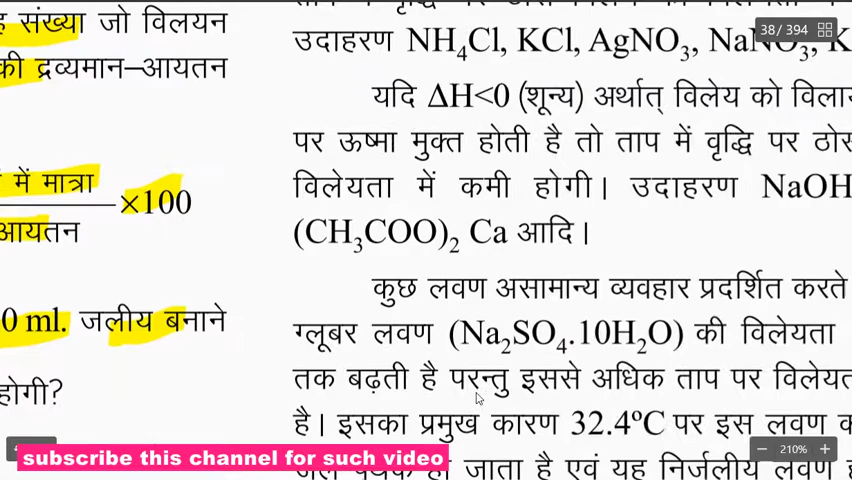 संख्या जो विलयन
की द्रव्यमान–आयतन
में मात्रा
×100
आयतन
0 ml. जलीय बनाने
होगी?
उदाहरण NH₄Cl, KCl, AgNO₃, NaNO₃, K
यदि ΔH<0 (शून्य) अर्थात् विलेय को
पर ऊष्मा मुक्त होती है तो ताप में वृद्धि पर
विलेयता में कमी होगी। उदाहरण NaOH
(CH₃COO)₂ Ca आदि।
कुछ लवण असामान्य व्यवहार प्रदर्शित करते
ग्लूबर लवण (Na₂SO₄.10H₂O) की विलेयता
तक बढ़ती है परन्तु इससे अधिक ताप पर
है। इसका प्रमुख कारण 32.4ºC पर इस लवण
जाता है एवं यह निर्जलीय लवण
38 / 394
210%
subscribe this channel for such video